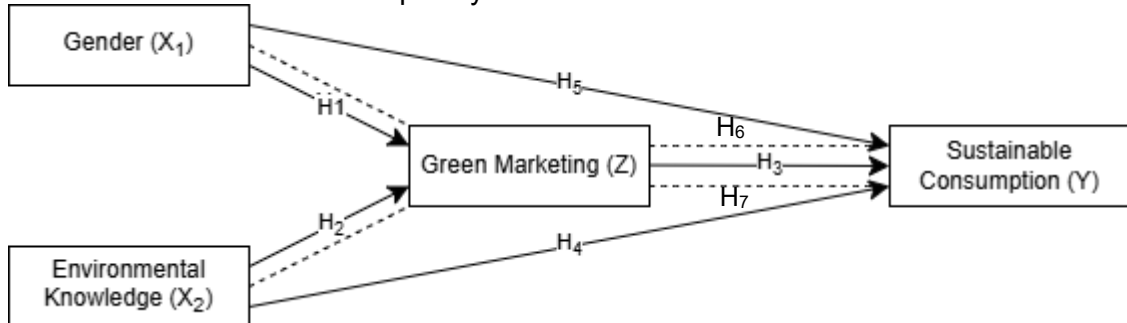 Gender (X₁)
H₅
H1
H₆
Green Marketing (Z)
H₃
Sustainable
Consumption (Y)
H₇
H₂
H₄
Environmental
Knowledge (X₂)